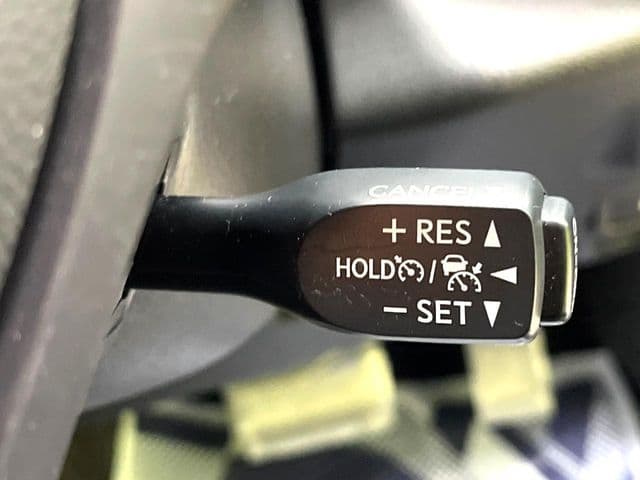 CANCEL
+ RES ▲
HOLD / ◄
− SET ▼